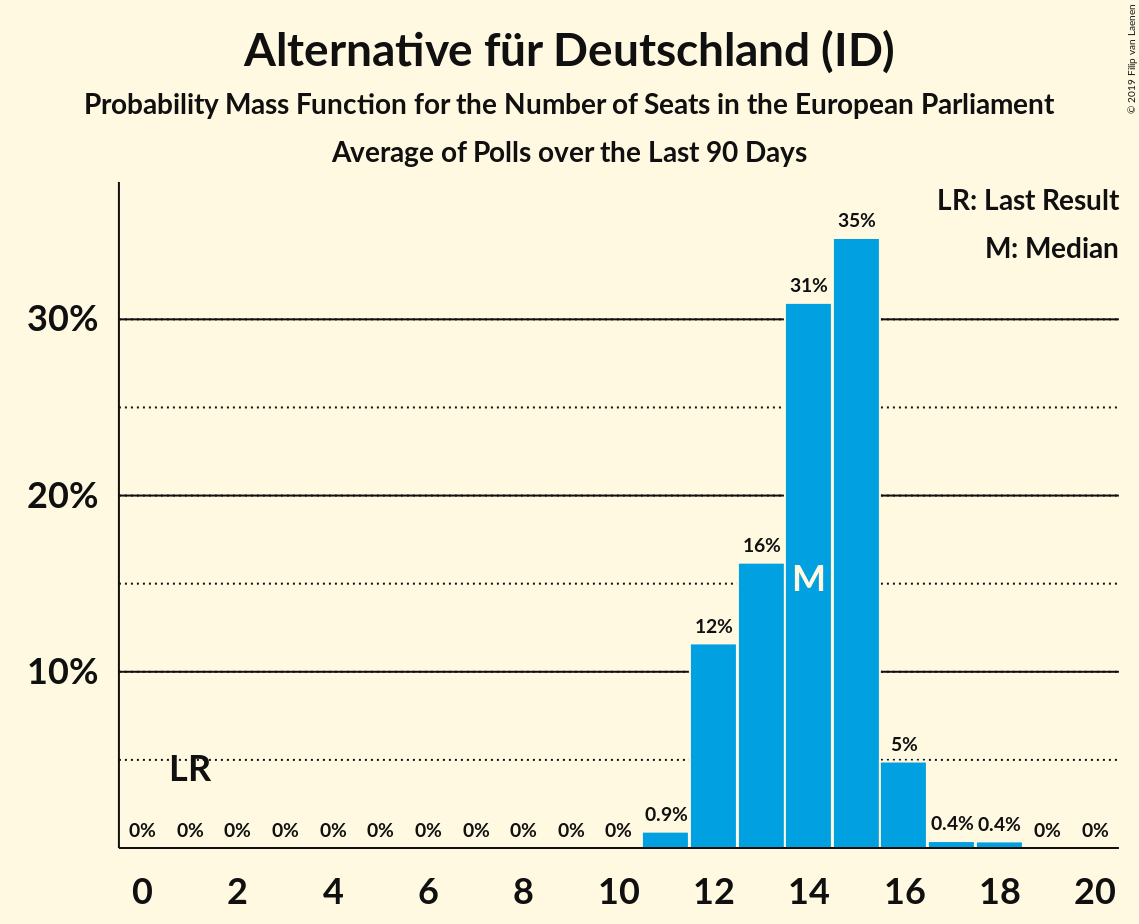 Alternative für Deutschland (ID)
Probability Mass Function for the Number of Seats in the European Parliament
Average of Polls over the Last 90 Days
© 2019 Filip van Laenen
LR: Last Result
M: Median
35%
31%
30%
20%
16%
M
12%
10%
LR
5%
0% 0% 0% 0% 0% 0% 0% 0% 0% 0% 0% 0.9% 0.4% 0.4% 0% 0%
0 2 4 6 8 10 12 14 16 18 20